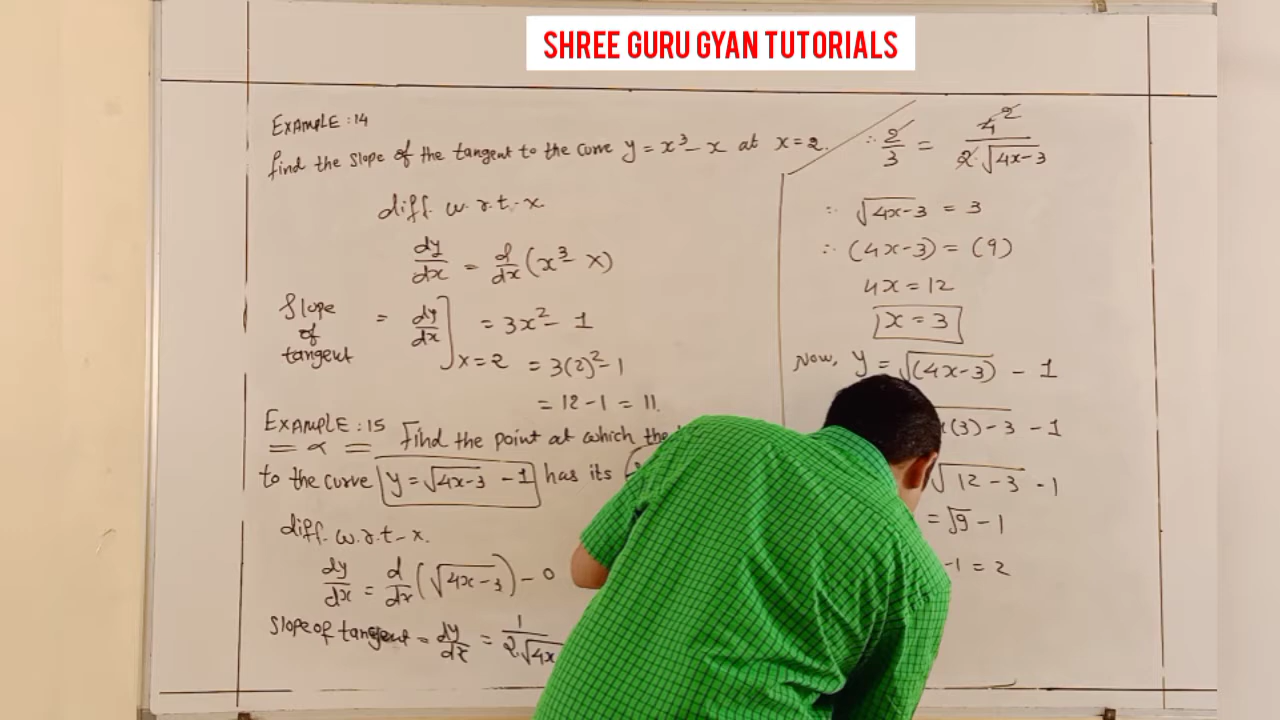 SHREE GURU GYAN TUTORIALS
EXAMPLE : 14
find the slope of the tangent to the curve y = x³ - x at x = 2.
diff. w.r.t. x
dy/dx = d/dx (x³ - x)
Slope of tangent = dy/dx]x=2 = 3x² - 1
= 3(2)² - 1
= 12 - 1 = 11.
EXAMPLE : 15 Find the point at which the
to the curve y = √4x-3 - 1 has its
diff. w.r.t - x.
dy/dx = d/dx (√4x-3) - 0
Slope of tangent = dy/dx = 1/2√4x
∴ 2/3 = 4 2/2·√4x-3
∴ √4x-3 = 3
∴ (4x-3) = (9)
4x = 12
x = 3
Now, y = √(4x-3) - 1
(3) - 3 - 1
√12 - 3 - 1
= √9 - 1
-1 = 2